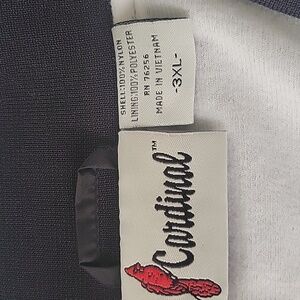 SHELL:100% NYLON
LINING:100% POLYESTER
RN 76256
MADE IN VIETNAM
-3XL-
Cardinal™